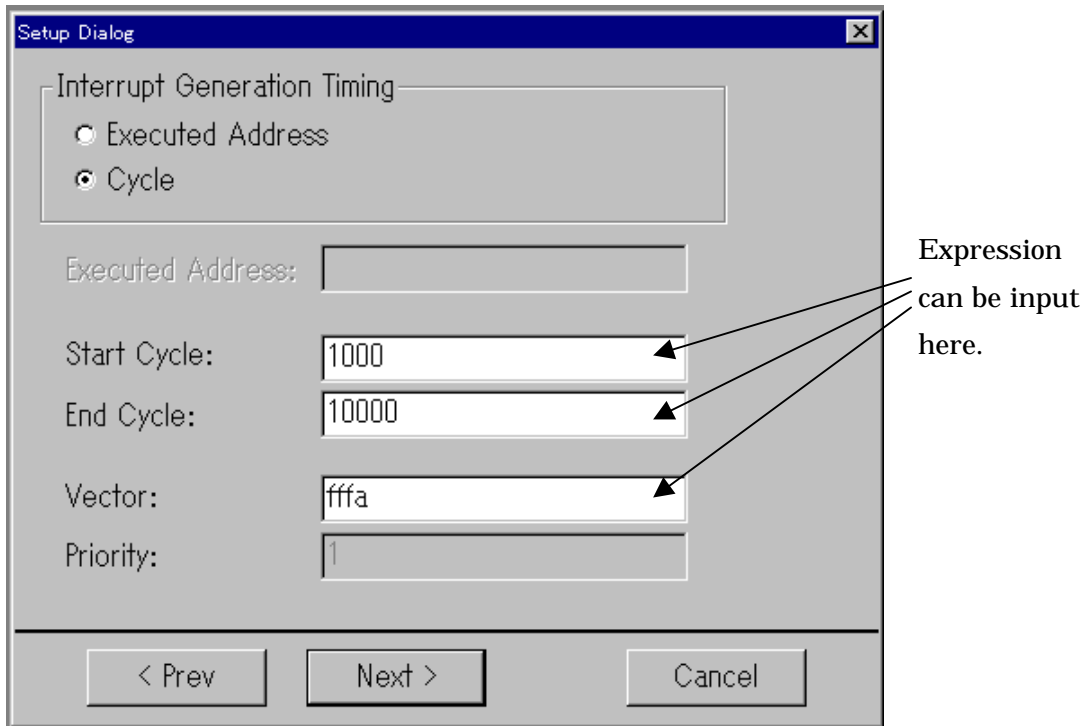 Setup Dialog
Interrupt Generation Timing
Executed Address
Cycle
Executed Address:
Start Cycle: 1000
End Cycle: 10000
Vector: fffa
Priority: 1
< Prev Next > Cancel
Expression
can be input
here.